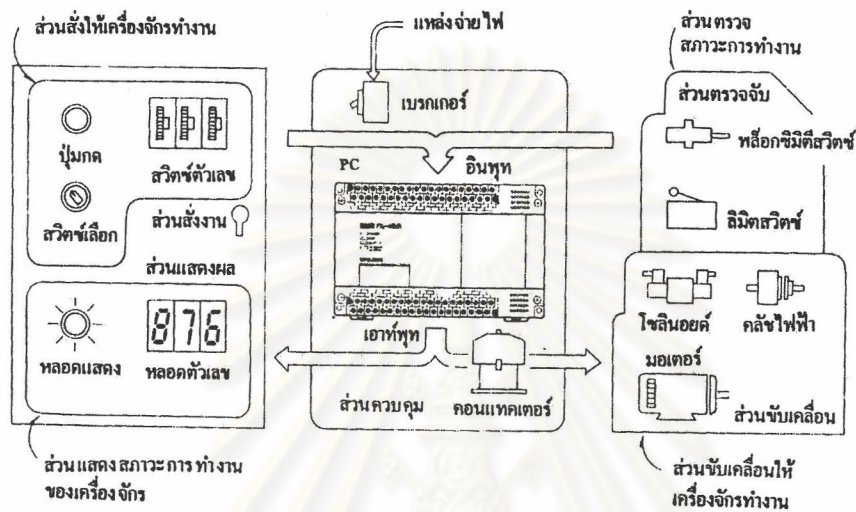 ส่วนสั่งให้เครื่องจักรทำงาน
ปุ่มกด
สวิตซ์ตัวเลข
สวิตซ์เลือก
ส่วนสั่งงาน
ส่วนแสดงผล
876
หลอดแสดง
หลอดตัวเลข
ส่วนแสดงสภาวะการทำงาน
ของเครื่องจักร
แหล่งจ่ายไฟ
เบรกเกอร์
PC
อินพุท
เอาท์พุท
ส่วนควบคุม
คอนแทคเตอร์
ส่วนตรวจ
สภาวะการทำงาน
ส่วนตรวจจับ
พล็อกซิมิตีสวิตซ์
ลิมิตสวิตซ์
โซลินอยด์
คลัชไฟฟ้า
มอเตอร์
ส่วนขับเคลื่อน
ส่วนขับเคลื่อนให้
เครื่องจักรทำงาน